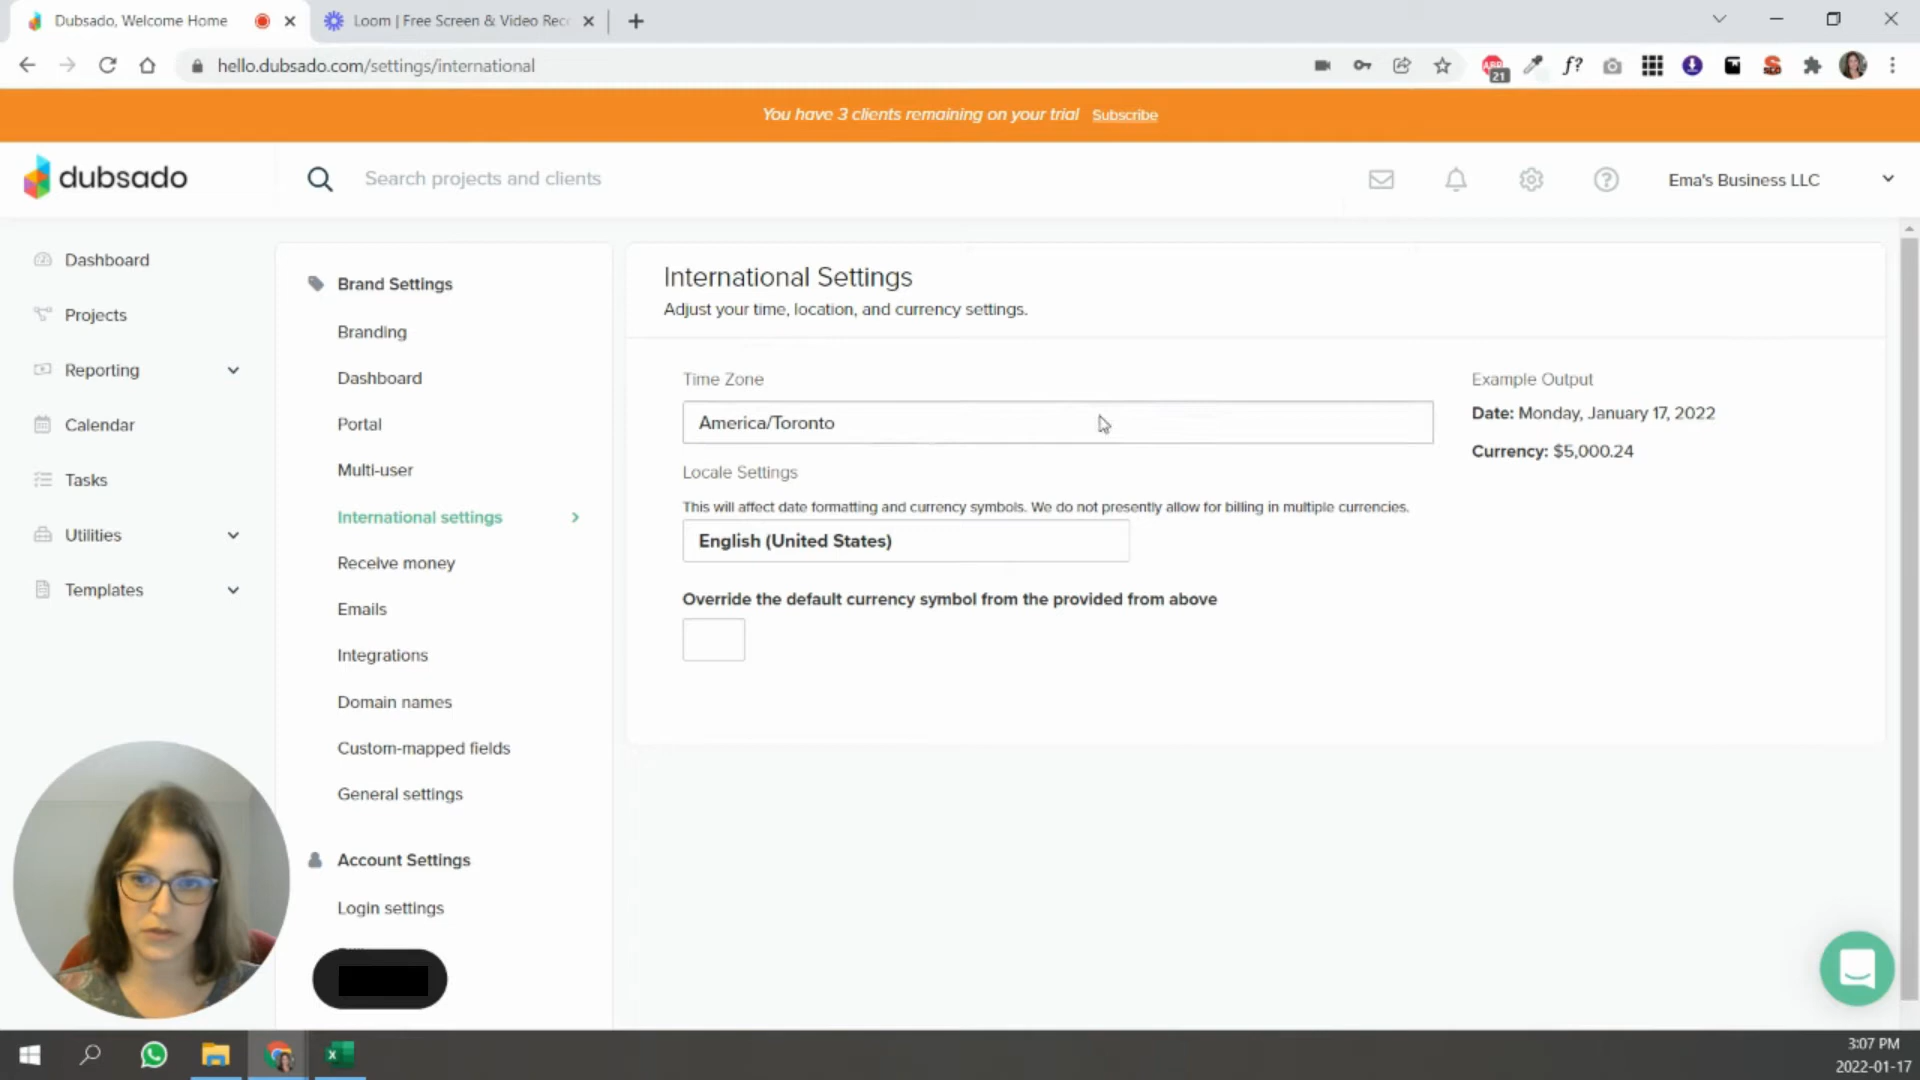 Dubsado, Welcome Home
Loom | Free Screen & Video Rec
hello.dubsado.com/settings/international
21
f?
You have 3 clients remaining on your trial Subscribe
dubsado
Search projects and clients
Ema's Business LLC
Dashboard
Projects
Reporting
Calendar
Tasks
Utilities
Templates
Brand Settings
Branding
Dashboard
Portal
Multi-user
International settings
Receive money
Emails
Integrations
Domain names
Custom-mapped fields
General settings
Account Settings
Login settings
International Settings
Adjust your time, location, and currency settings.
Time Zone
America/Toronto
Locale Settings
This will affect date formatting and currency symbols. We do not presently allow for billing in multiple currencies.
English (United States)
Override the default currency symbol from the provided from above
Example Output
Date: Monday, January 17, 2022
Currency: $5,000.24
3:07 PM
2022-01-17